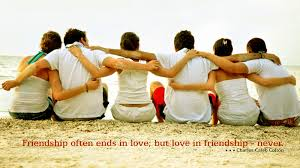 Friendship often ends in love; but love in friendship - never.
• • • Charles Caleb Colton